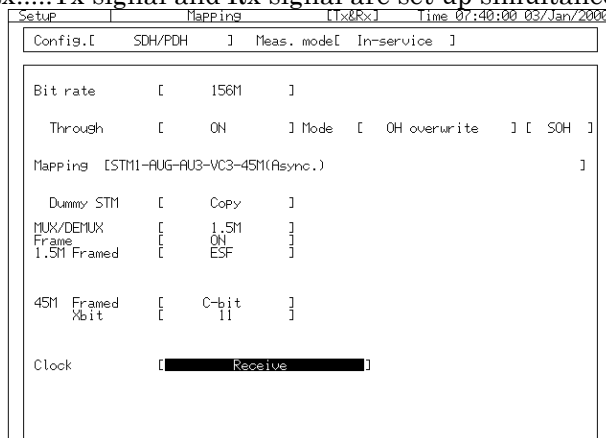 Tx signal and Rx signal are set up
Setup Mapping [Tx&Rx] Time 07:40:00 03/Jan/2000
Config.[ SDH/PDH ] Meas. mode[ In-service ]
Bit rate [ 156M ]
Through [ ON ] Mode [ OH overwrite ] [ SOH ]
Mapping [STM1-AUG-AU3-VC3-45M(Async.) ]
Dummy STM [ Copy ]
MUX/DEMUX [ 1.5M ]
Frame [ ON ]
1.5M Framed [ ESF ]
45M Framed [ C-bit ]
Xbit [ 11 ]
Clock [ Receive ]